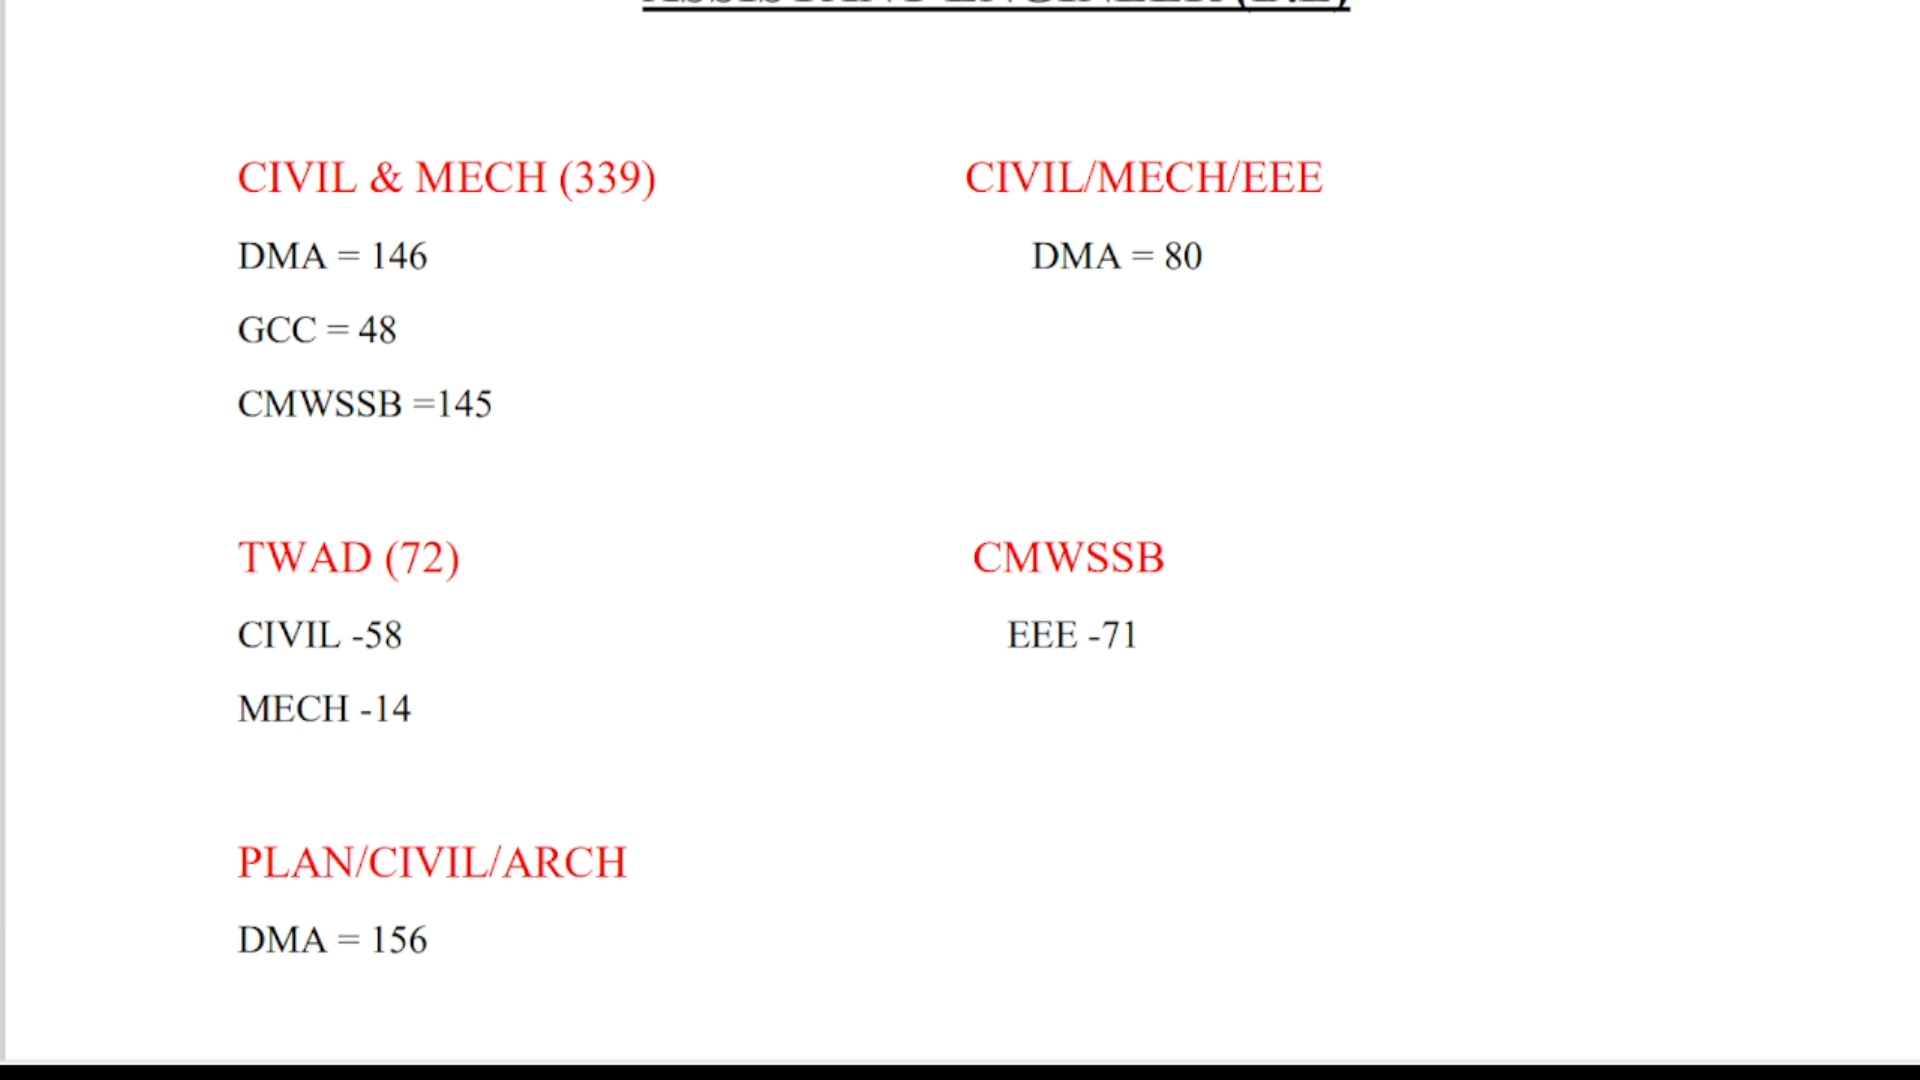 CIVIL & MECH (339)
DMA = 146
GCC = 48
CMWSSB =145
CIVIL/MECH/EEE
DMA = 80
TWAD (72)
CIVIL -58
MECH -14
CMWSSB
EEE -71
PLAN/CIVIL/ARCH
DMA = 156